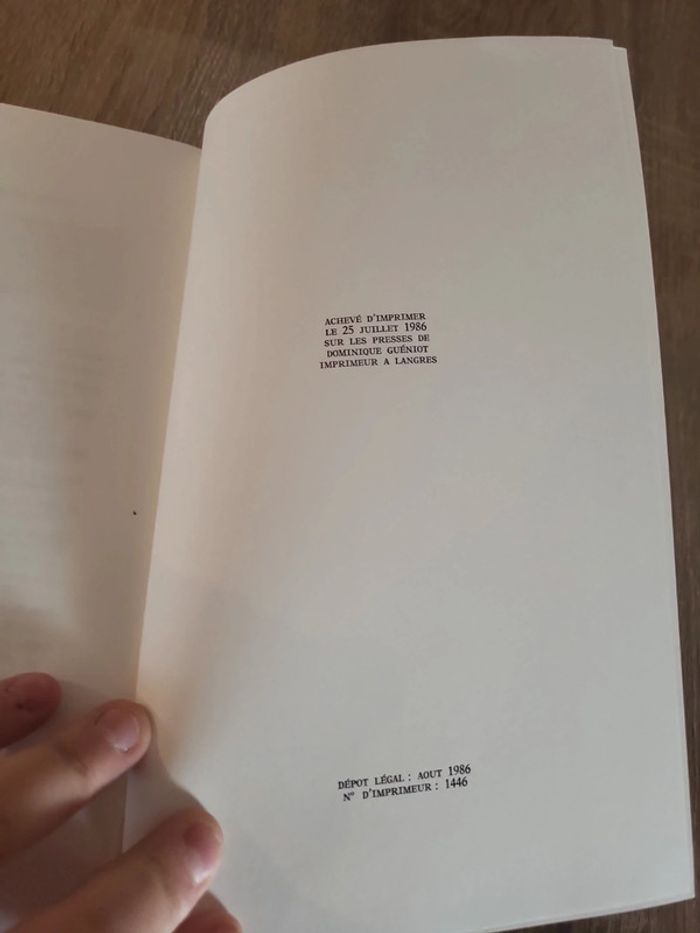 ACHEVÉ D'IMPRIMER
LE 25 JUILLET 1986
SUR LES PRESSES DE
DOMINIQUE GUÉNIOT
IMPRIMEUR A LANGRES
DÉPOT LÉGAL : AOUT 1986
N° D'IMPRIMEUR : 1446